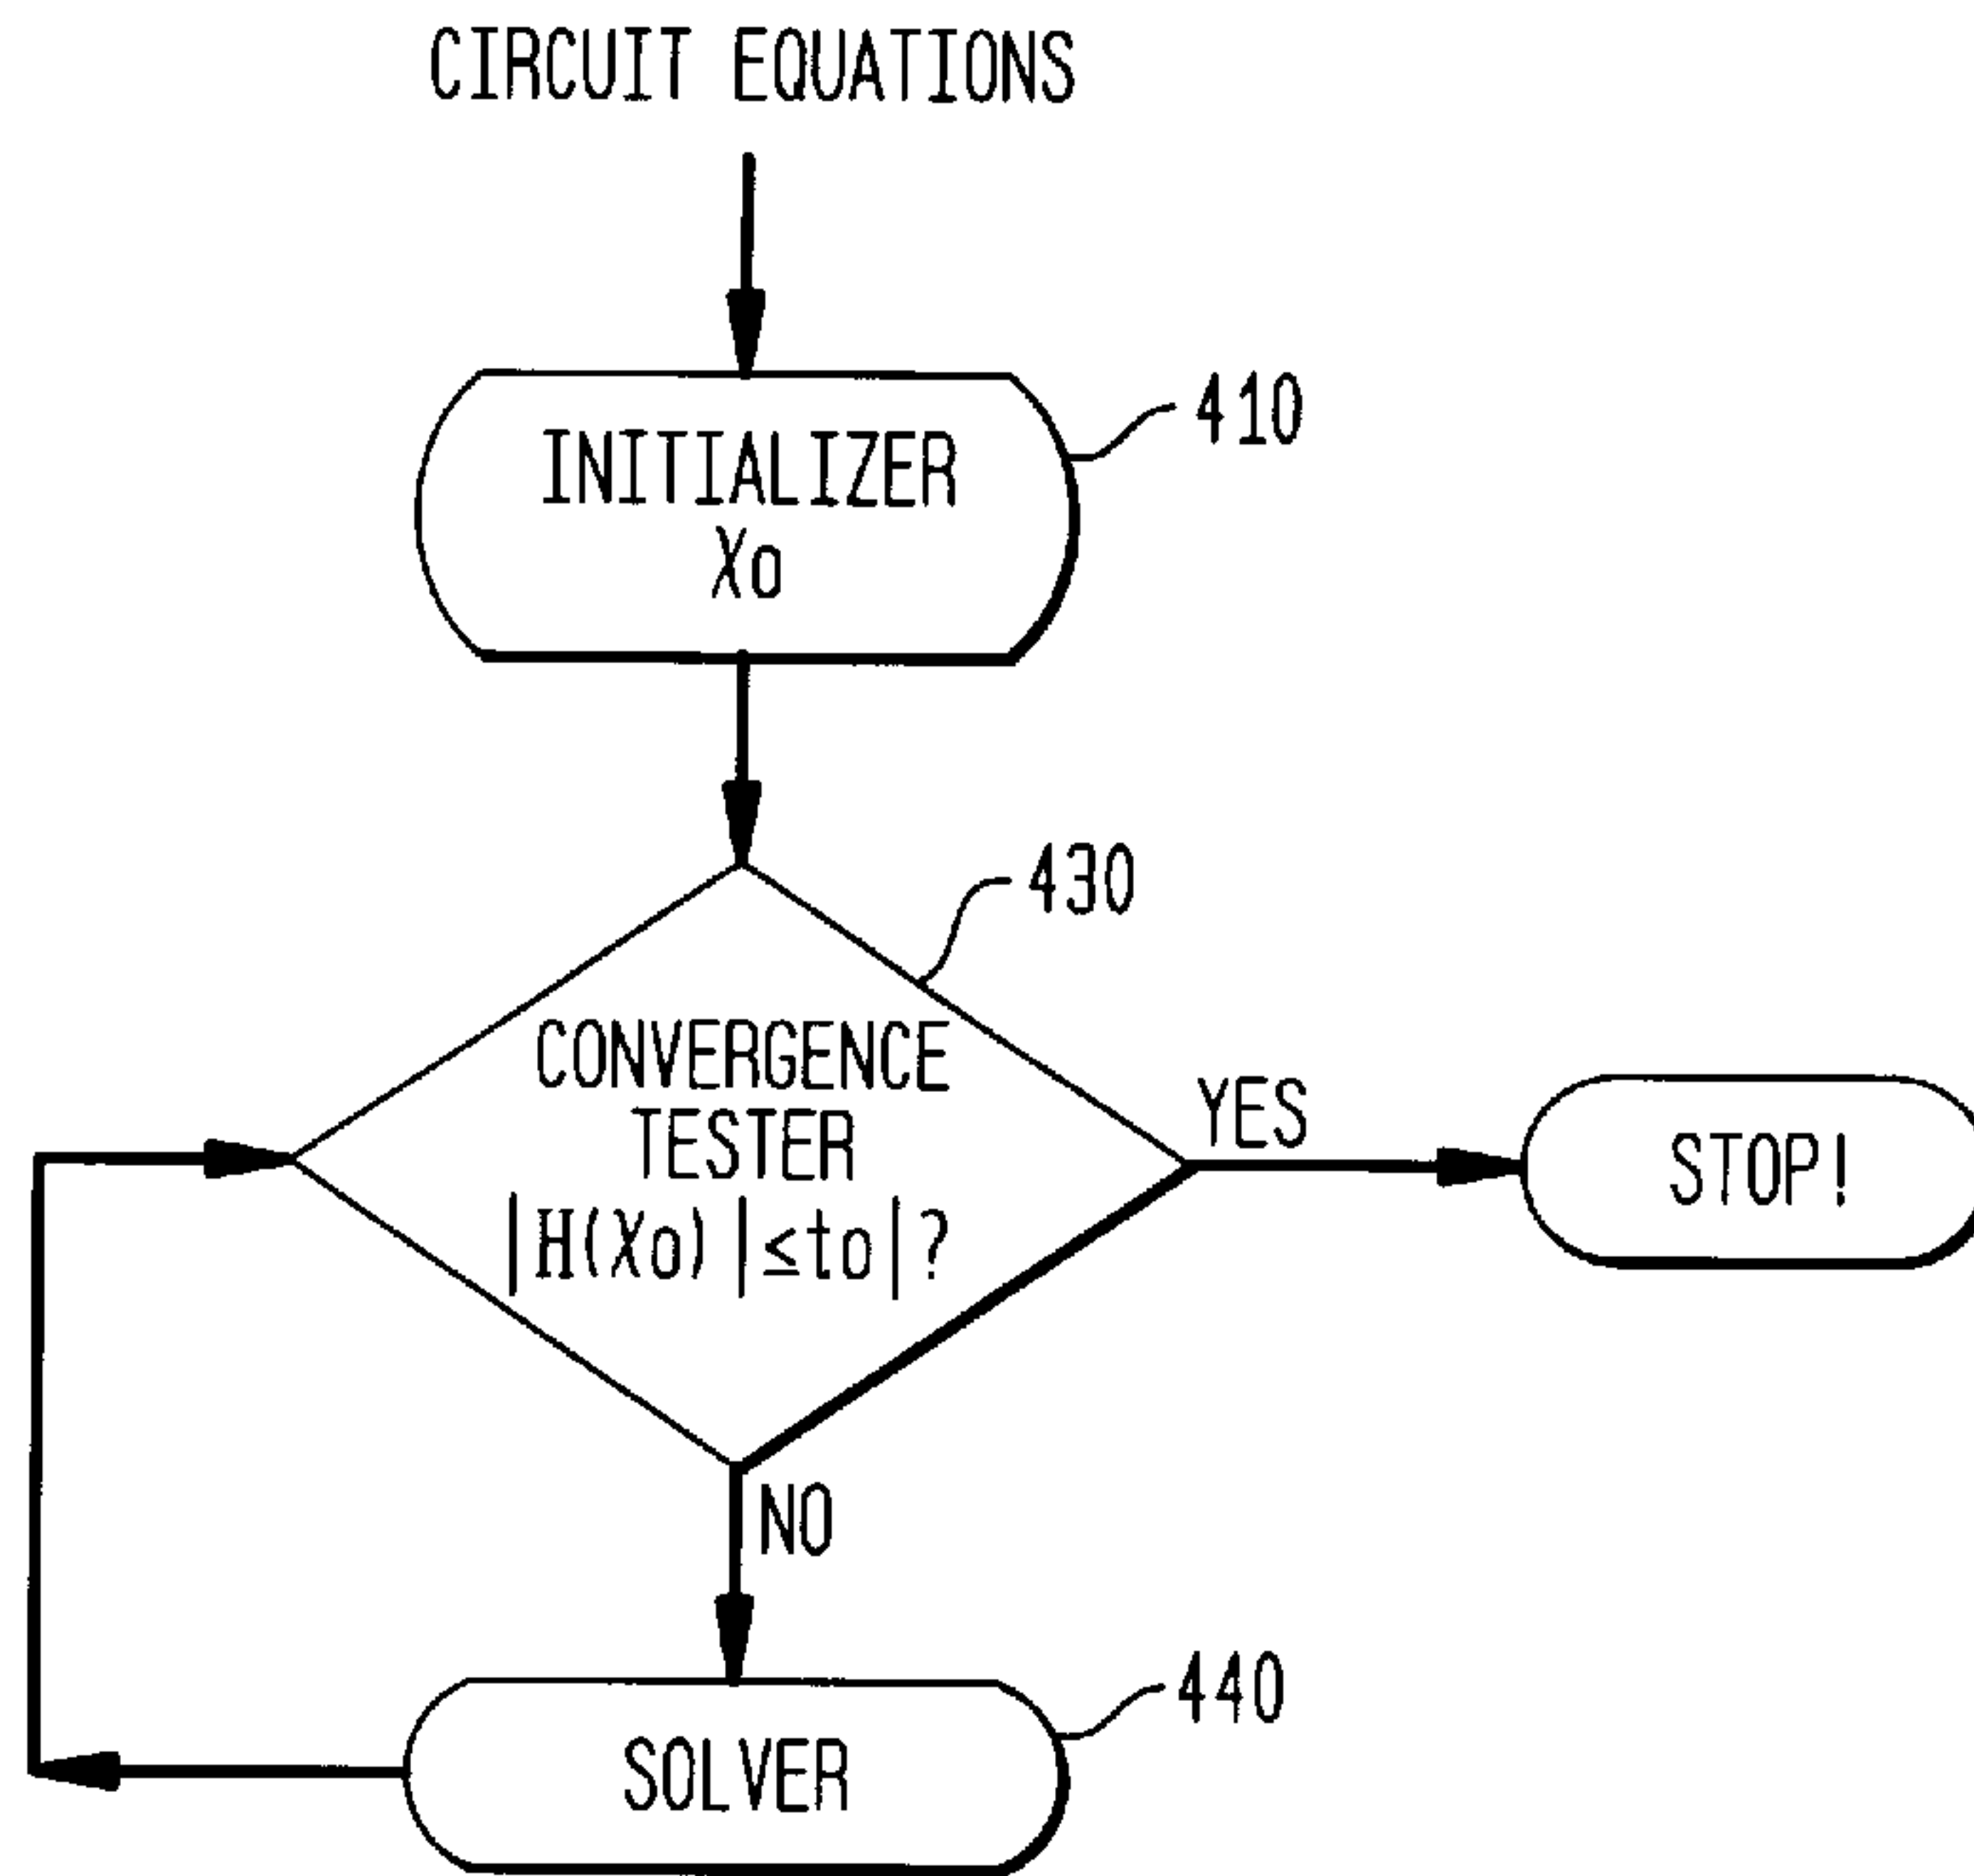 CIRCUIT EQUATIONS
410
INITIALIZER
Xo
430
CONVERGENCE
TESTER
|H(Xo)|≤to|?
YES
STOP!
NO
440
SOLVER